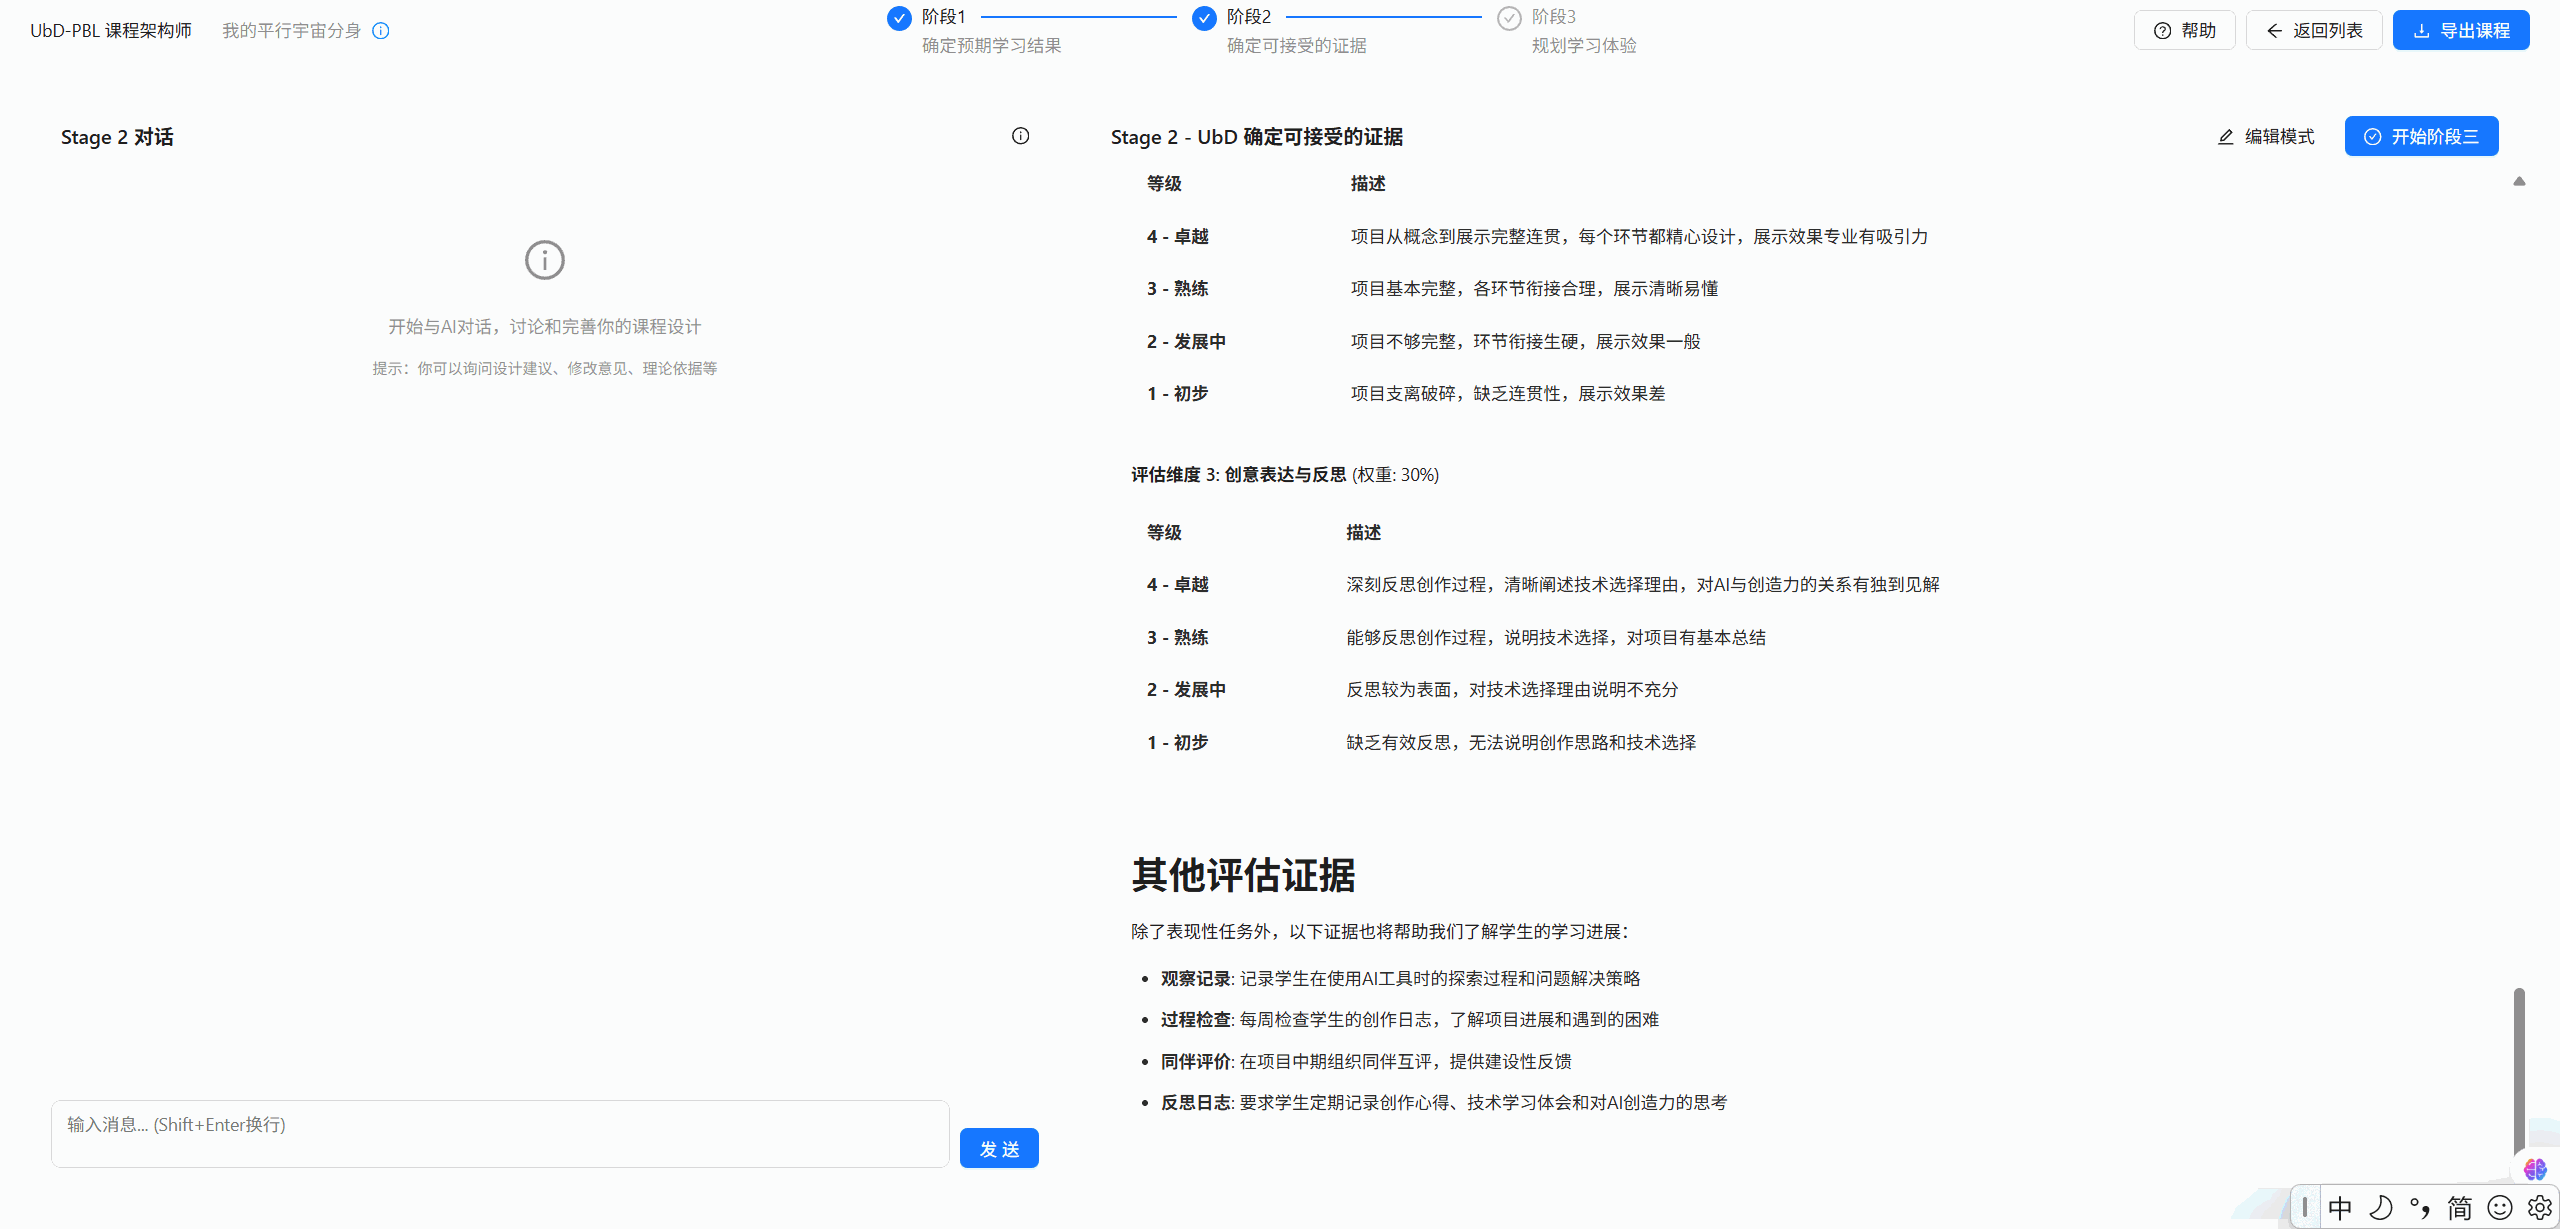 UbD-PBL 课程架构师 我的平行宇宙分身
阶段1
确定预期学习结果
阶段2
确定可接受的证据
阶段3
规划学习体验
帮助
返回列表
导出课程
Stage 2 对话
开始与AI对话，讨论和完善你的课程设计
提示：你可以询问设计建议、修改意见、理论依据等
输入消息... (Shift+Enter换行)
发 送
Stage 2 - UbD 确定可接受的证据
编辑模式
开始阶段三
等级 描述
4 - 卓越 项目从概念到展示完整连贯，每个环节都精心设计，展示效果专业有吸引力
3 - 熟练 项目基本完整，各环节衔接合理，展示清晰易懂
2 - 发展中 项目不够完整，环节衔接生硬，展示效果一般
1 - 初步 项目支离破碎，缺乏连贯性，展示效果差
评估维度 3: 创意表达与反思 (权重: 30%)
等级 描述
4 - 卓越 深刻反思创作过程，清晰阐述技术选择理由，对AI与创造力的关系有独到见解
3 - 熟练 能够反思创作过程，说明技术选择，对项目有基本总结
2 - 发展中 反思较为表面，对技术选择理由说明不充分
1 - 初步 缺乏有效反思，无法说明创作思路和技术选择
其他评估证据
除了表现性任务外，以下证据也将帮助我们了解学生的学习进展：
• 观察记录: 记录学生在使用AI工具时的探索过程和问题解决策略
• 过程检查: 每周检查学生的创作日志，了解项目进展和遇到的困难
• 同伴评价: 在项目中期组织同伴互评，提供建设性反馈
• 反思日志: 要求学生定期记录创作心得、技术学习体会和对AI创造力的思考
中 简